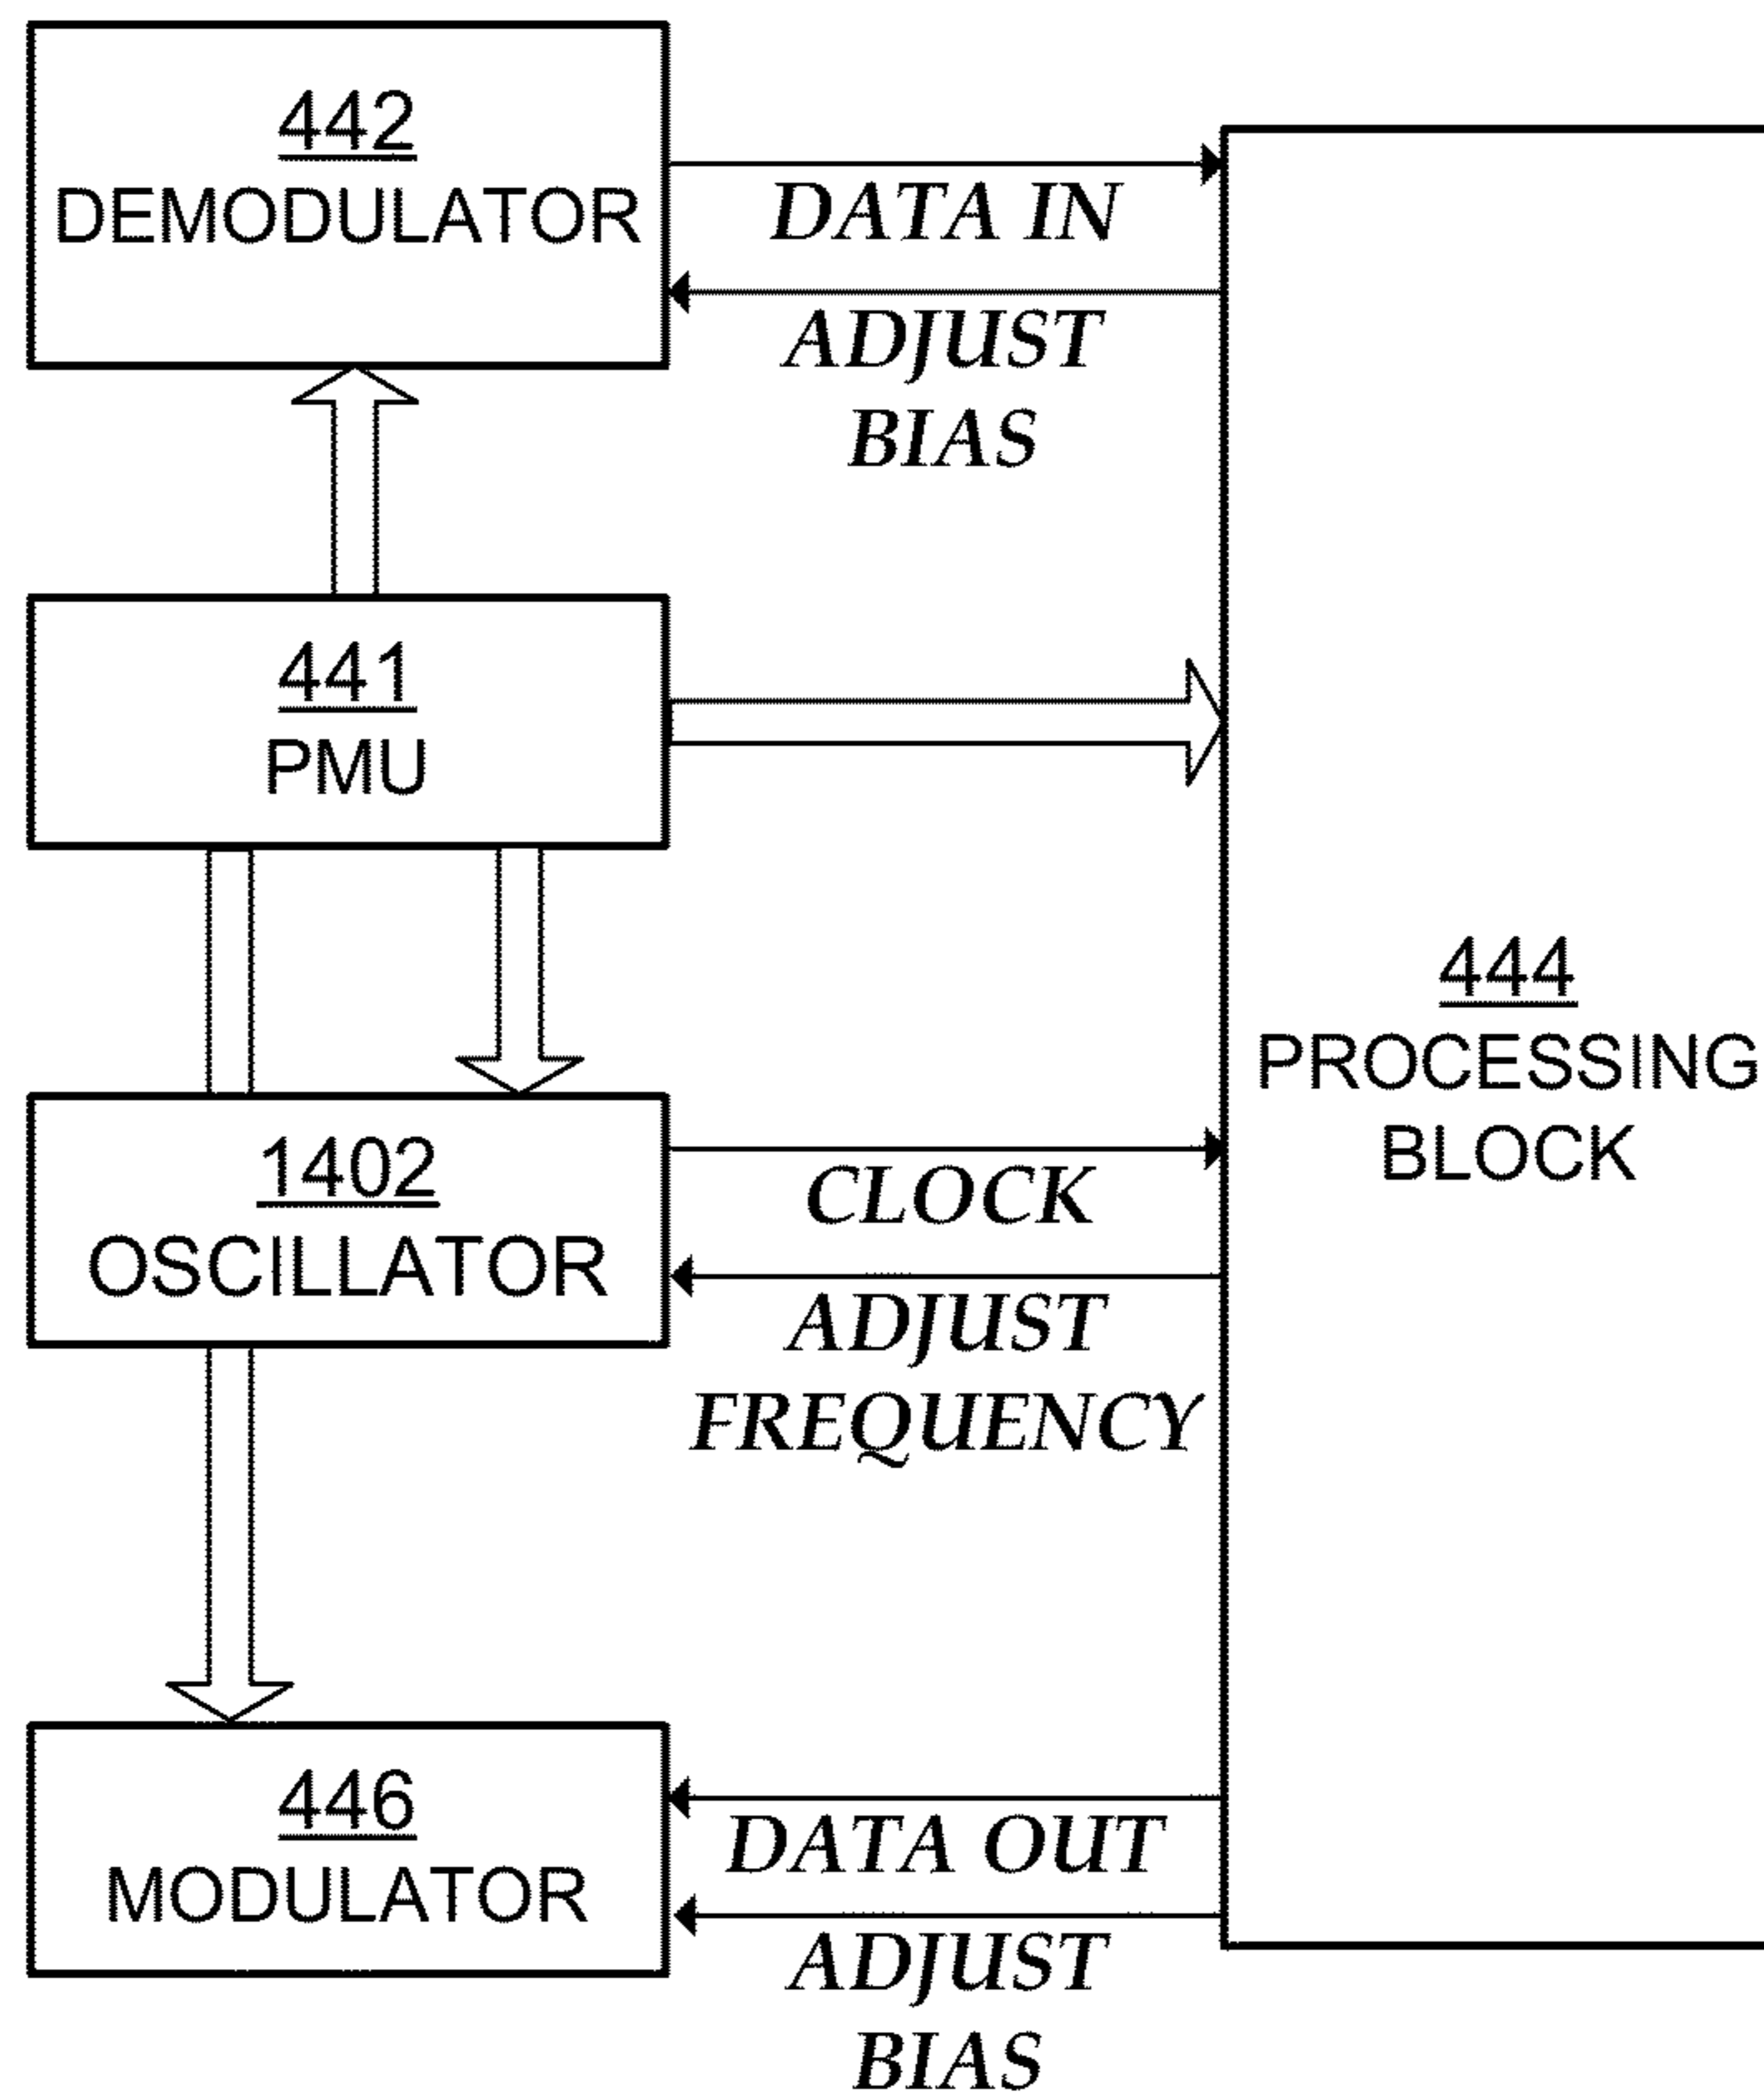 442
DEMODULATOR
DATA IN
ADJUST
BIAS
441
PMU
444
PROCESSING
BLOCK
1402
OSCILLATOR
CLOCK
ADJUST
FREQUENCY
446
MODULATOR
DATA OUT
ADJUST
BIAS